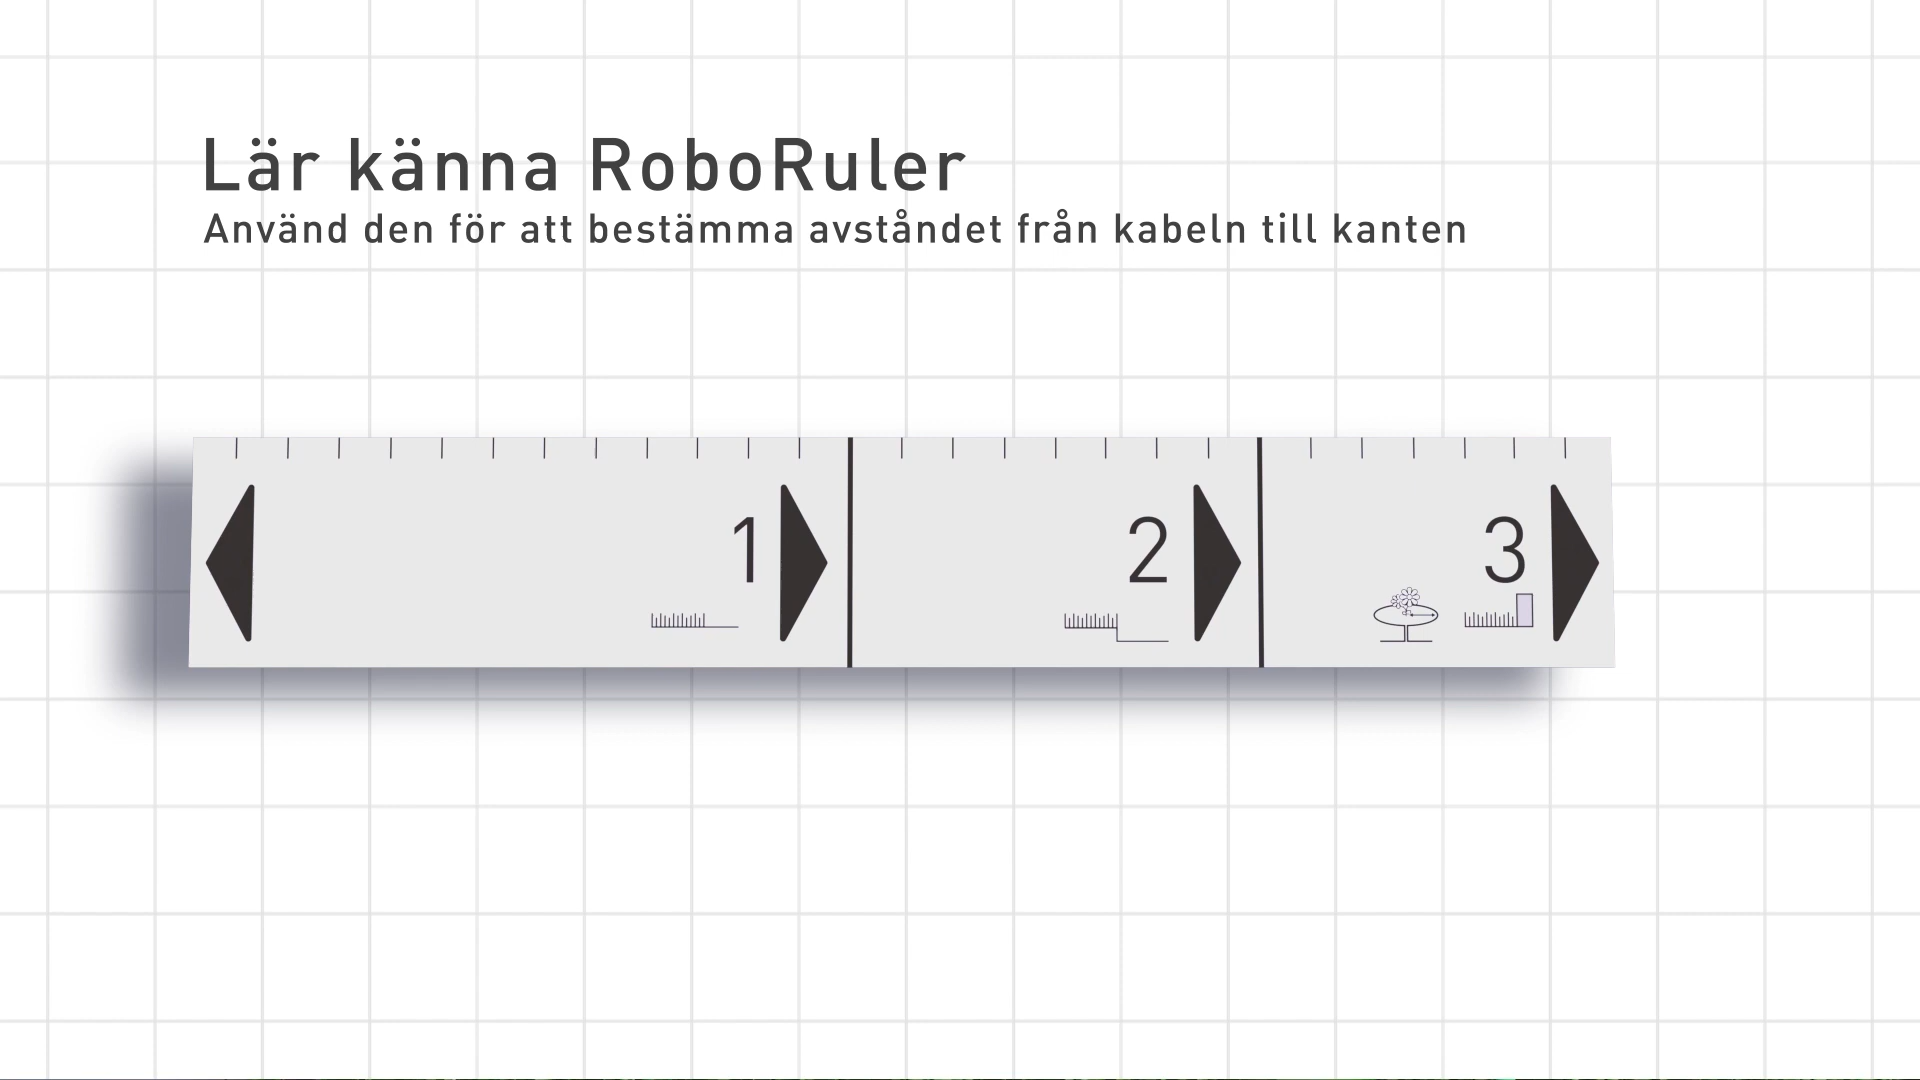 Lär känna RoboRuler
Använd den för att bestämma avståndet från kabeln till kanten
1 2 3